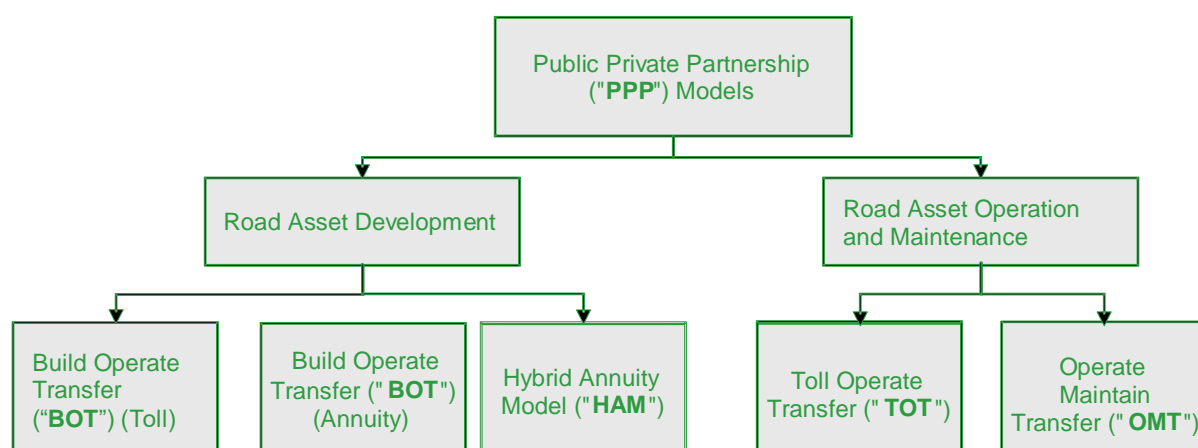 Public Private Partnership
("PPP") Models
Road Asset Development
Road Asset Operation
and Maintenance
Build Operate
Transfer
(“BOT”) (Toll)
Build Operate
Transfer (" BOT")
(Annuity)
Hybrid Annuity
Model ("HAM")
Toll Operate
Transfer (" TOT")
Operate
Maintain
Transfer (" OMT")